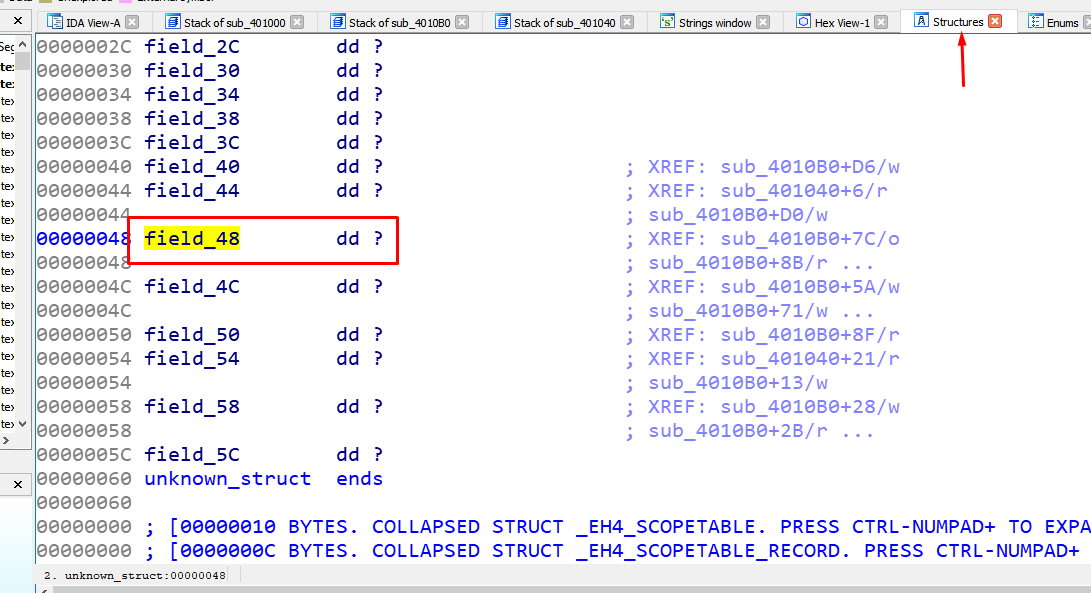 IDA View-A Stack of sub_401000 Stack of sub_4010B0 Stack of sub_401040 Strings window Hex View-1 Structures Enums
0000002C field_2C dd ?
00000030 field_30 dd ?
00000034 field_34 dd ?
00000038 field_38 dd ?
0000003C field_3C dd ?
00000040 field_40 dd ? ; XREF: sub_4010B0+D6/w
00000044 field_44 dd ? ; XREF: sub_401040+6/r
00000044 ; sub_4010B0+D0/w
00000048 field_48 dd ? ; XREF: sub_4010B0+7C/o
00000048 ; sub_4010B0+8B/r ...
0000004C field_4C dd ? ; XREF: sub_4010B0+5A/w
0000004C ; sub_4010B0+71/w ...
00000050 field_50 dd ? ; XREF: sub_4010B0+8F/r
00000054 field_54 dd ? ; XREF: sub_401040+21/r
00000054 ; sub_4010B0+13/w
00000058 field_58 dd ? ; XREF: sub_4010B0+28/w
00000058 ; sub_4010B0+2B/r ...
0000005C field_5C dd ?
00000060 unknown_struct ends
00000060
00000000 ; [00000010 BYTES. COLLAPSED STRUCT _EH4_SCOPETABLE. PRESS CTRL-NUMPAD+ TO EXPA
00000000 ; [0000000C BYTES. COLLAPSED STRUCT _EH4_SCOPETABLE_RECORD. PRESS CTRL-NUMPAD+
2. unknown_struct:00000048